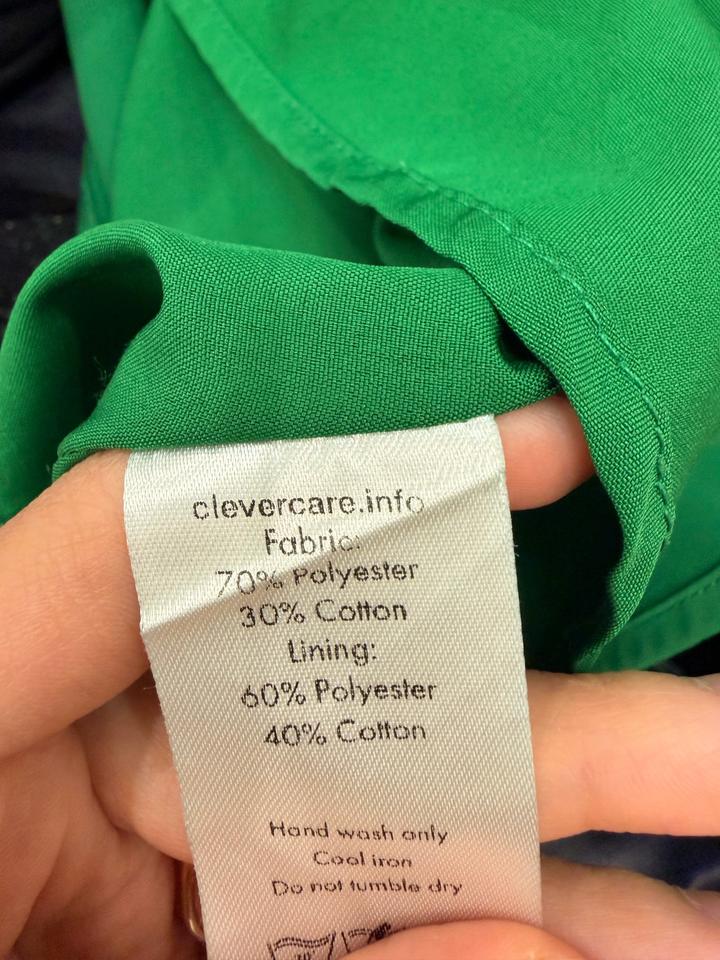 clevercare.info
Fabric:
70% Polyester
30% Cotton
Lining:
60% Polyester
40% Cotton
Hand wash only
Cool iron
Do not tumble dry